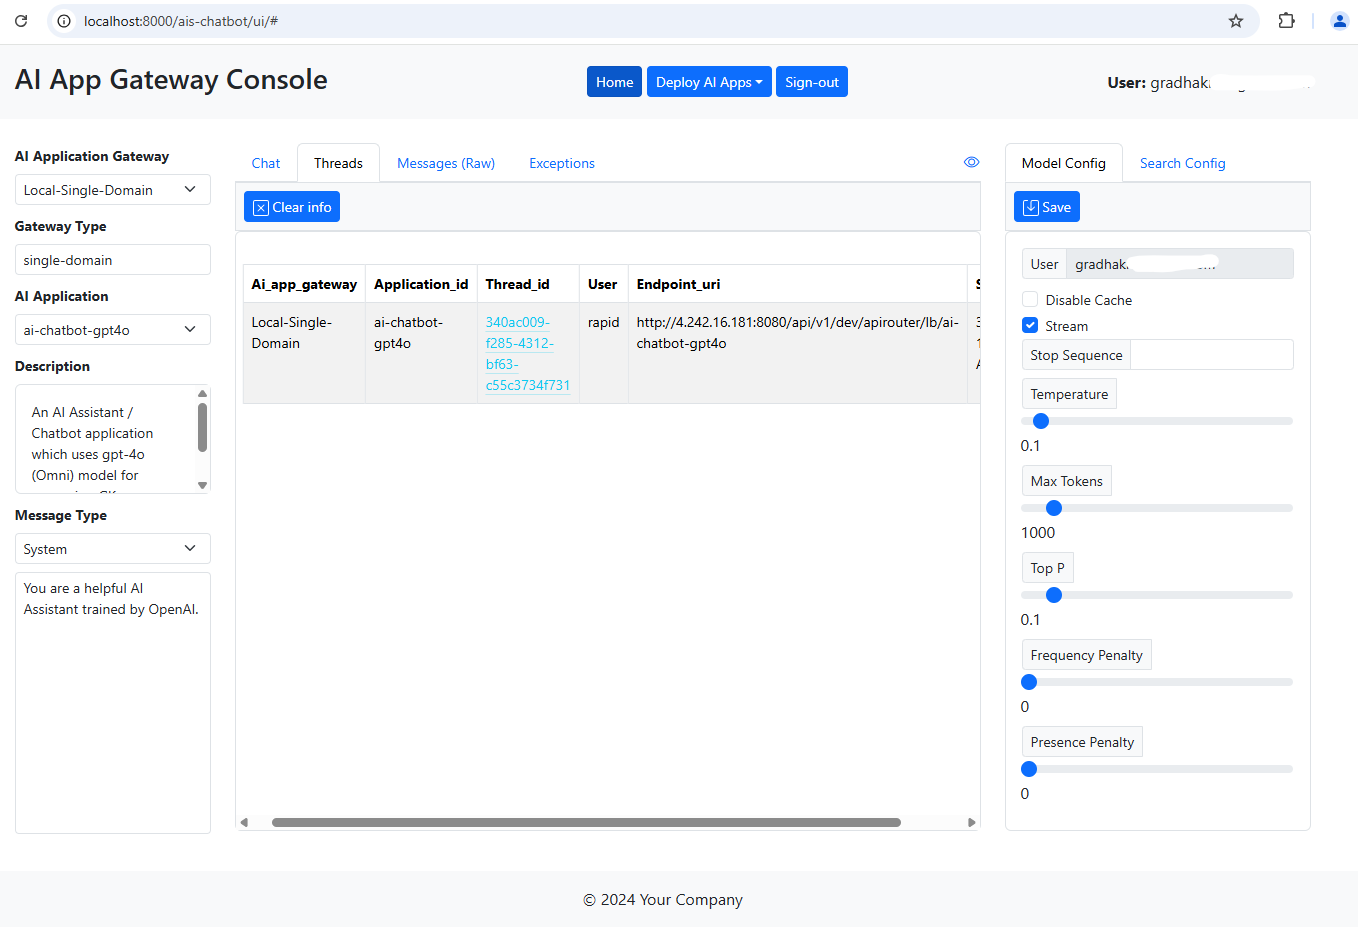 localhost:8000/ais-chatbot/ui/#
AI App Gateway Console
Home
Deploy AI Apps
Sign-out
User: gradhak
AI Application Gateway
Local-Single-Domain
Gateway Type
single-domain
AI Application
ai-chatbot-gpt4o
Description
An AI Assistant /
Chatbot application
which uses gpt-4o
(Omni) model for
Message Type
System
You are a helpful AI
Assistant trained by OpenAI.
Chat
Threads
Messages (Raw)
Exceptions
Clear info
Ai_app_gateway
Application_id
Thread_id
User
Endpoint_uri
Local-Single-
Domain
ai-chatbot-
gpt4o
340ac009-
f285-4312-
bf63-
c55c3734f731
rapid
http://4.242.16.181:8080/api/v1/dev/apirouter/lb/ai-
chatbot-gpt4o
Model Config
Search Config
Save
User
gradhak
Disable Cache
Stream
Stop Sequence
Temperature
0.1
Max Tokens
1000
Top P
0.1
Frequency Penalty
0
Presence Penalty
0
© 2024 Your Company